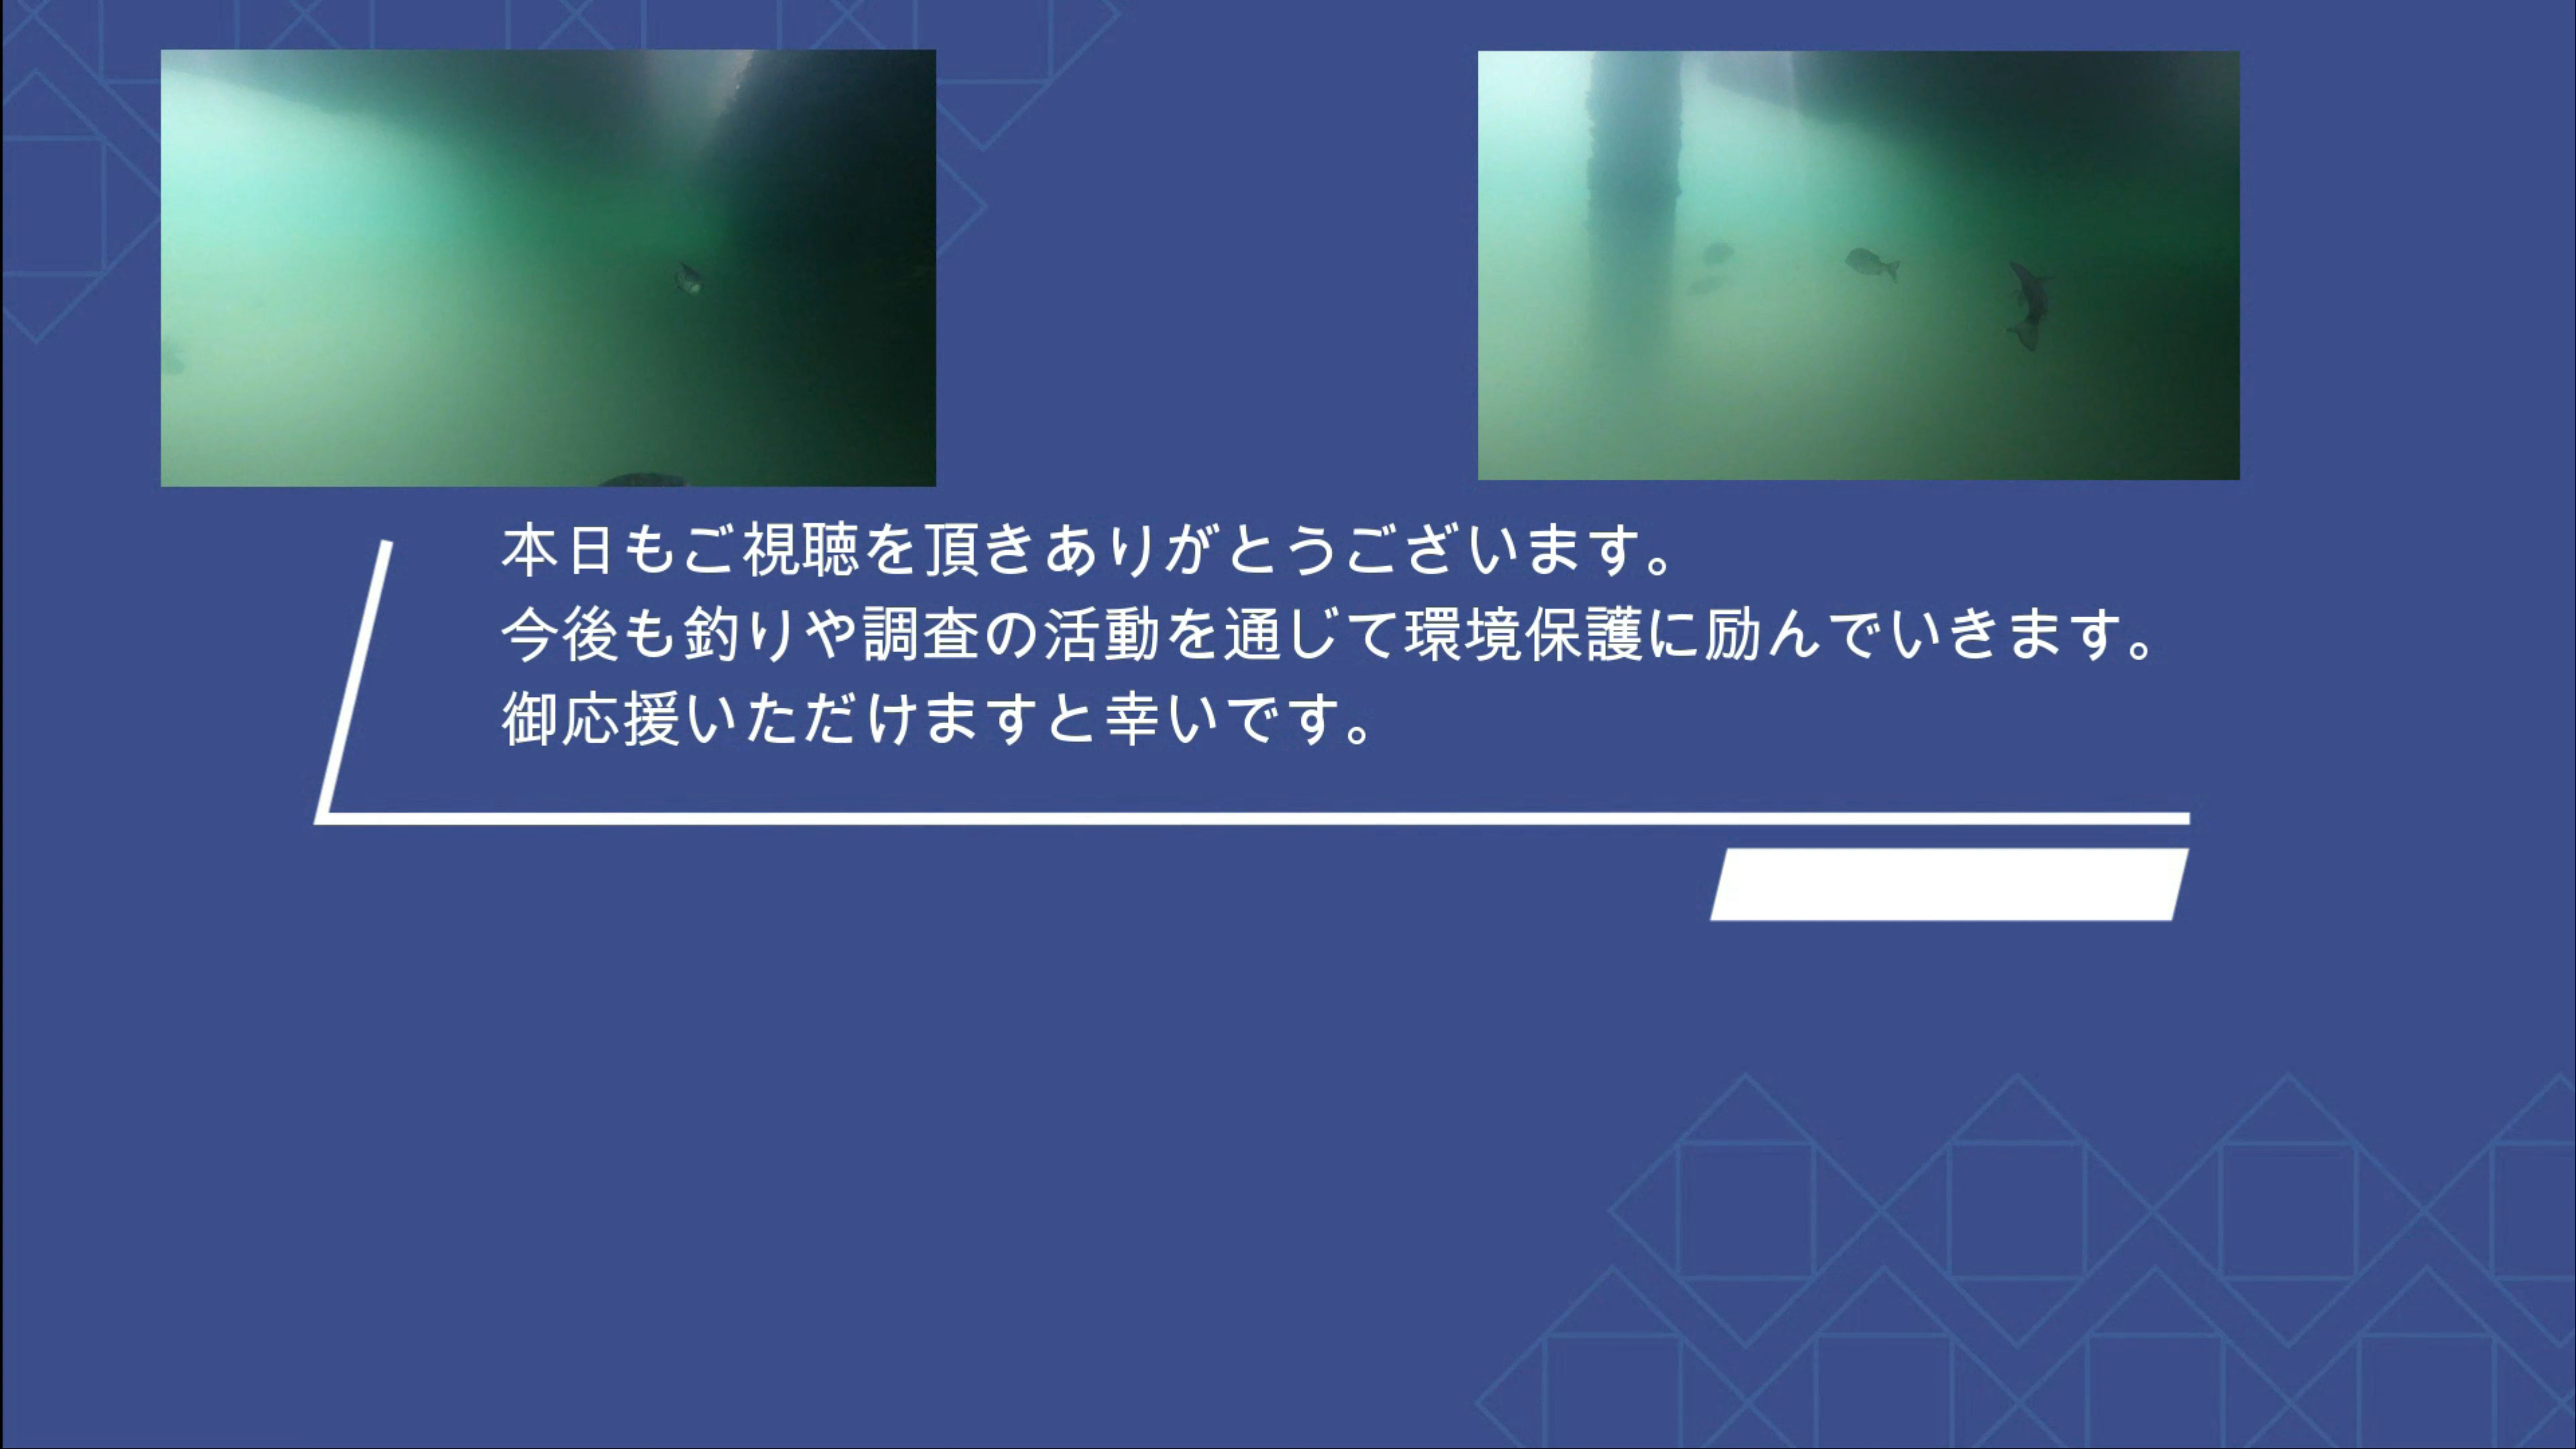 本日もご視聴を頂きありがとうございます。
今後も釣りや調査の活動を通じて環境保護に励んでいきます。
御応援いただけますと幸いです。